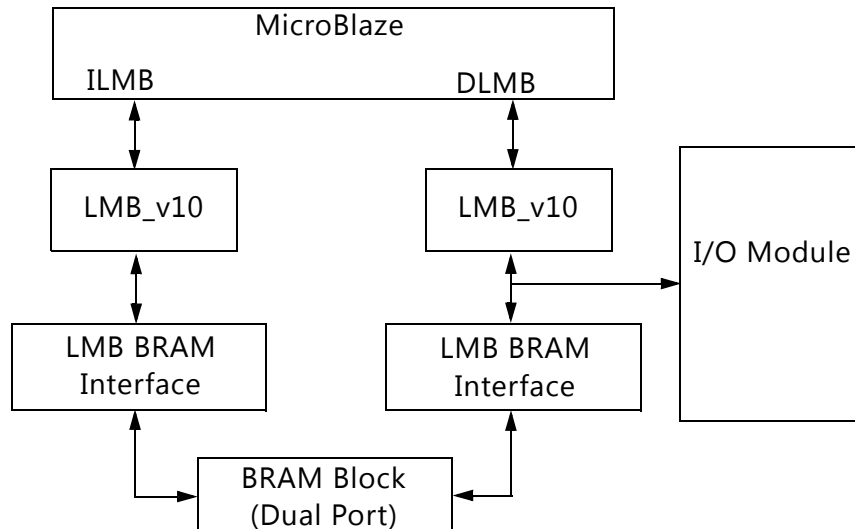 MicroBlaze
ILMB
DLMB
LMB_v10
LMB_v10
I/O Module
LMB BRAM
Interface
LMB BRAM
Interface
BRAM Block
(Dual Port)